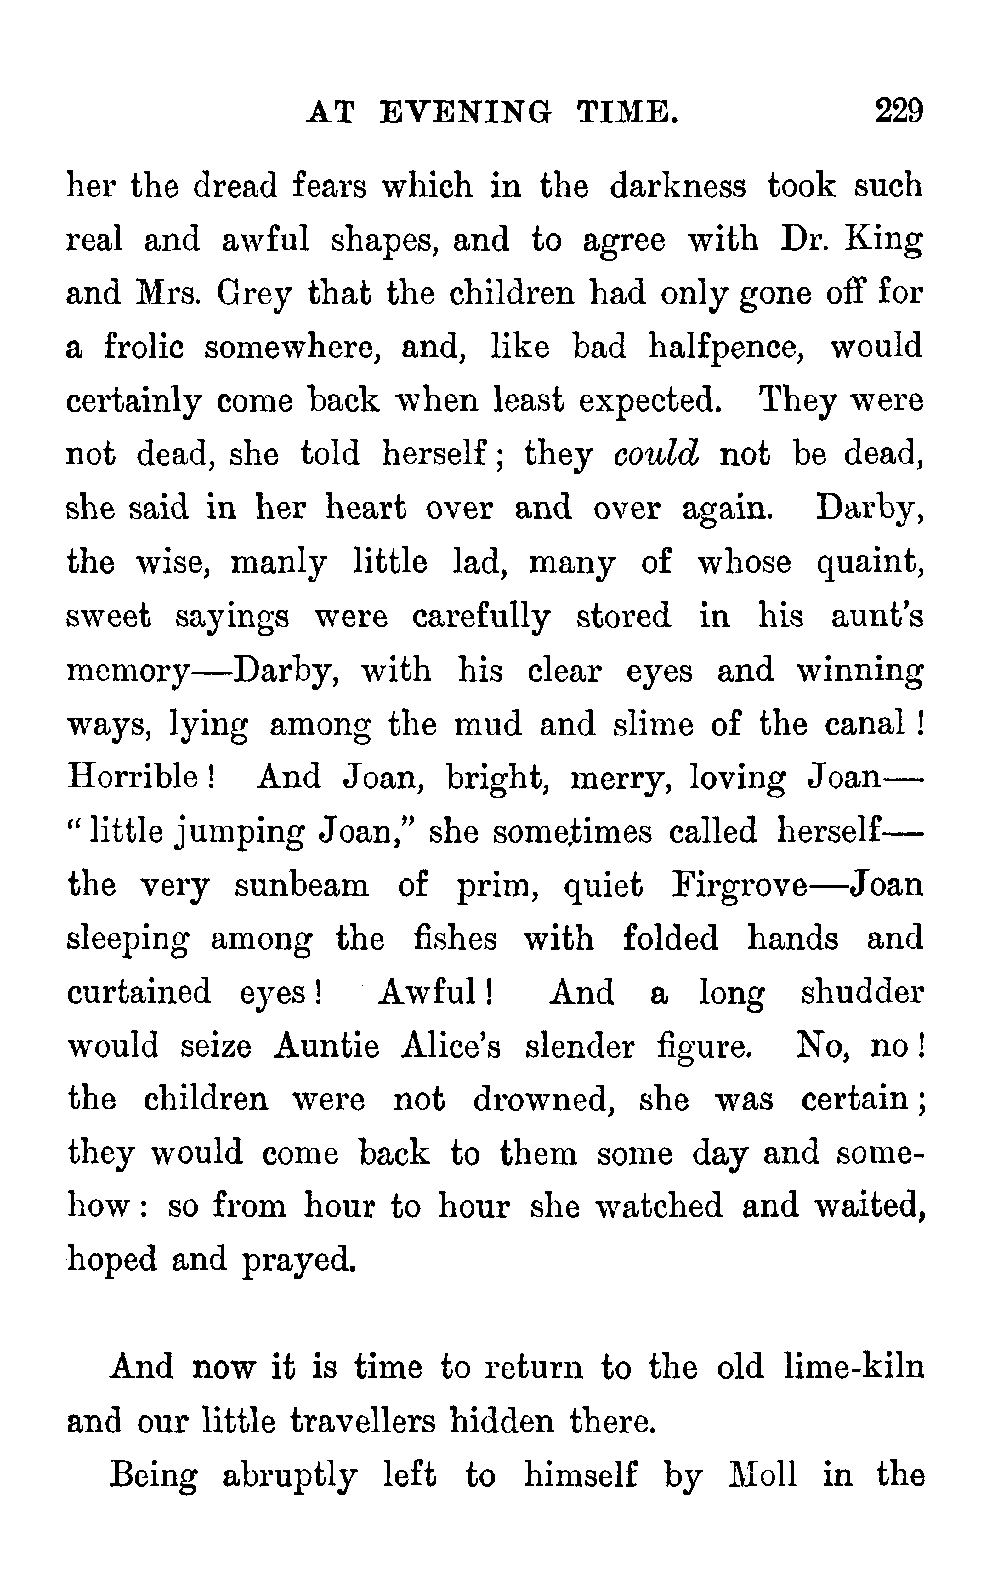 AT EVENING TIME. 229
her the dread fears which in the darkness took such
real and awful shapes, and to agree with Dr. King
and Mrs. Grey that the children had only gone off for
a frolic somewhere, and, like bad halfpence, would
certainly come back when least expected. They were
not dead, she told herself; they could not be dead,
she said in her heart over and over again. Darby,
the wise, manly little lad, many of whose quaint,
sweet sayings were carefully stored in his aunt's
memory—Darby, with his clear eyes and winning
ways, lying among the mud and slime of the canal!
Horrible! And Joan, bright, merry, loving Joan—
"little jumping Joan," she sometimes called herself—
the very sunbeam of prim, quiet Firgrove—Joan
sleeping among the fishes with folded hands and
curtained eyes! Awful! And a long shudder
would seize Auntie Alice's slender figure. No, no!
the children were not drowned, she was certain;
they would come back to them some day and some-
how: so from hour to hour she watched and waited,
hoped and prayed.
And now it is time to return to the old lime-kiln
and our little travellers hidden there.
Being abruptly left to himself by Moll in the